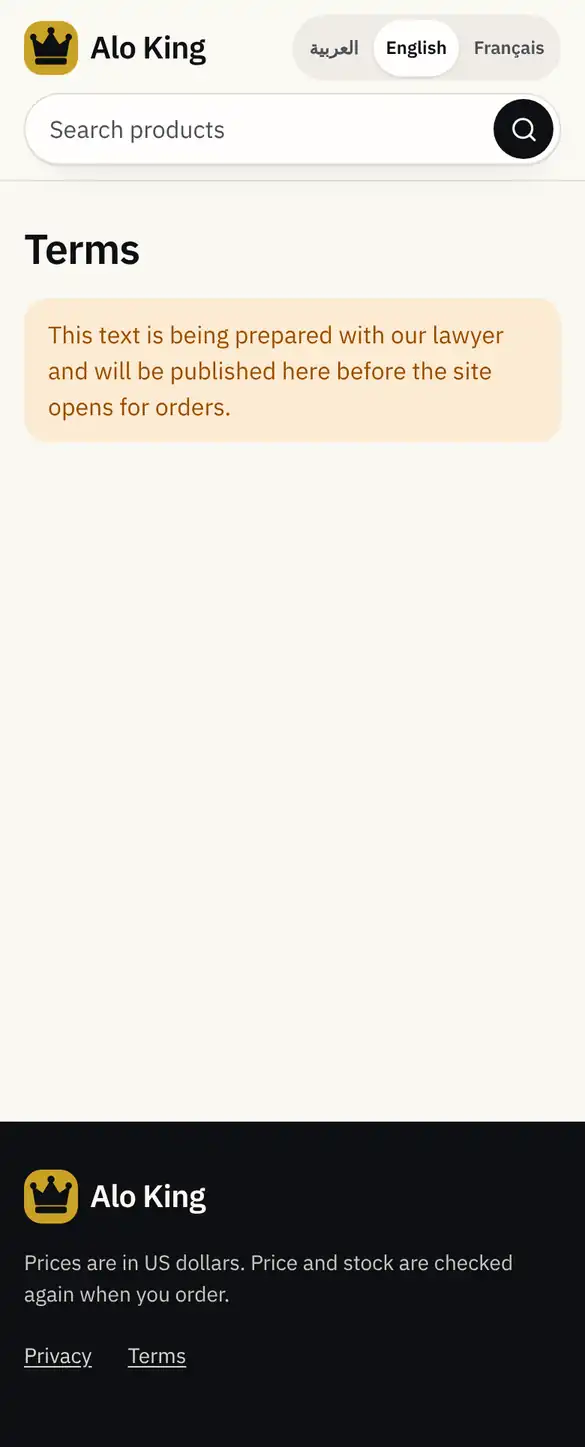 Alo King
العربية
English
Français
Search products
Terms
This text is being prepared with our lawyer
and will be published here before the site
opens for orders.
Alo King
Prices are in US dollars. Price and stock are checked
again when you order.
Privacy
Terms